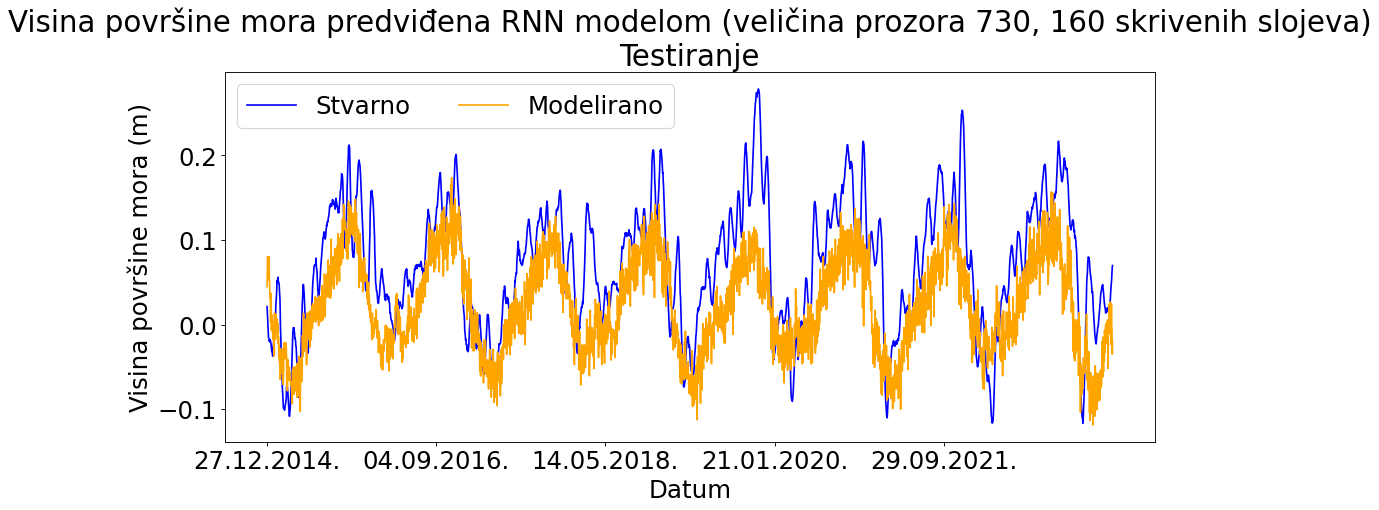 Visina površine mora predviđena RNN modelom (veličina prozora 730, 160 skrivenih slojeva)
Testiranje
Stvarno
Modelirano
Visina površine mora (m)
0.2
0.1
0.0
−0.1
27.12.2014.
04.09.2016.
14.05.2018.
21.01.2020.
29.09.2021.
Datum